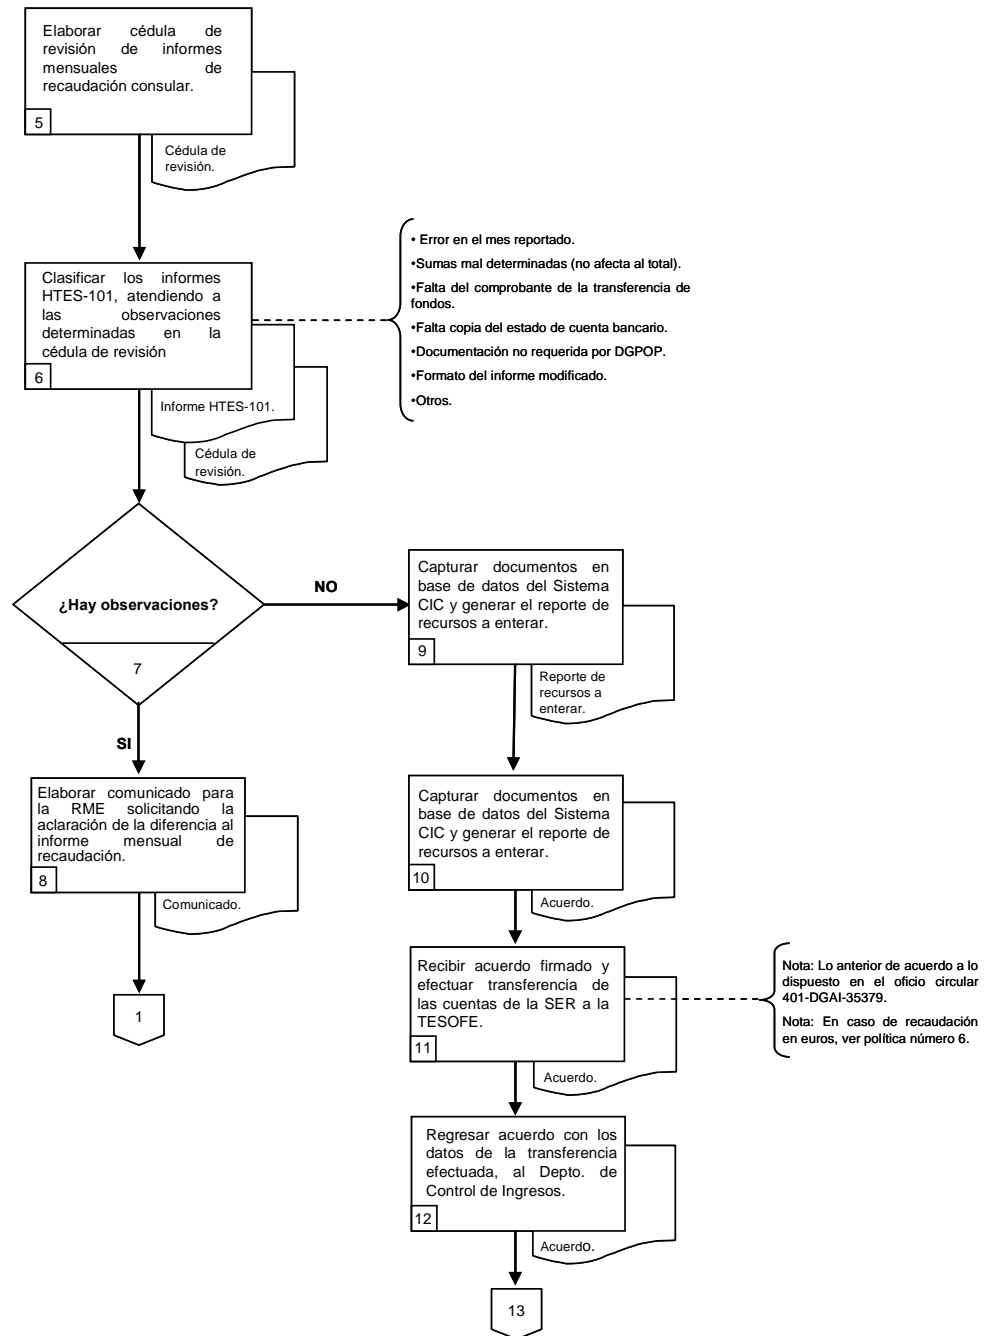 Elaborar cédula de
revisión de informes
mensuales de
recaudación consular.
5
Cédula de
revisión.
Clasificar los informes
HTES-101, atendiendo a
las observaciones
determinadas en la
cédula de revisión
6
Informe HTES-101.
Cédula de
revisión.
• Error en el mes reportado.
•Sumas mal determinadas (no afecta al total).
•Falta del comprobante de la transferencia de
fondos.
•Falta copia del estado de cuenta bancario.
•Documentación no requerida por DGPOP.
•Formato del informe modificado.
•Otros.
¿Hay observaciones?
7
NO
SI
Elaborar comunicado para
la RME solicitando la
aclaración de la diferencia al
informe mensual de
recaudación.
8
Comunicado.
1
Capturar documentos en
base de datos del Sistema
CIC y generar el reporte de
recursos a enterar.
9
Reporte de
recursos a
enterar.
Capturar documentos en
base de datos del Sistema
CIC y generar el reporte de
recursos a enterar.
10
Acuerdo.
Recibir acuerdo firmado y
efectuar transferencia de
las cuentas de la SER a la
TESOFE.
11
Acuerdo.
Nota: Lo anterior de acuerdo a lo
dispuesto en el oficio circular
401-DGAI-35379.
Nota: En caso de recaudación
en euros, ver política número 6.
Regresar acuerdo con los
datos de la transferencia
efectuada, al Depto. de
Control de Ingresos.
12
Acuerdo.
13